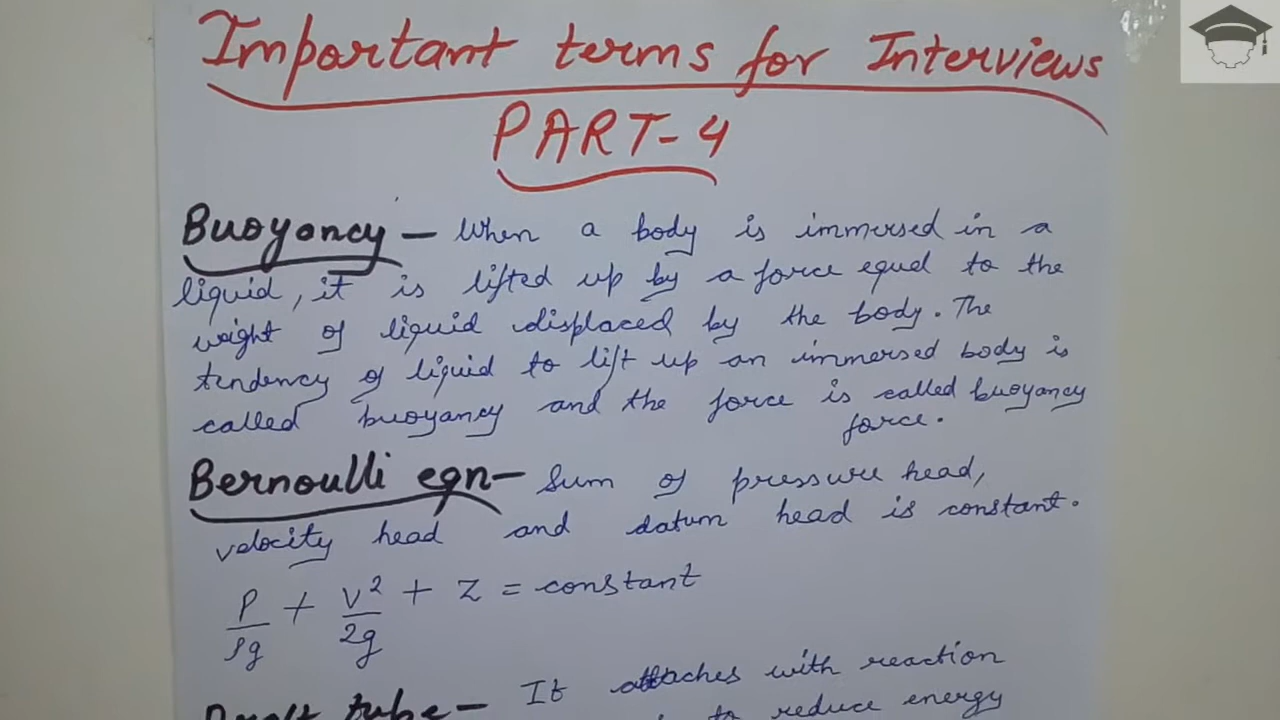 Important terms for Interviews
PART-4
Buoyancy - When a body is immersed in a
liquid, it is lifted up by a force equal to the
weight of liquid displaced by the body. The
tendency of liquid to lift up an immersed body is
called buoyancy and the force is called buoyancy
force.
Bernoulli eqn - Sum of pressure head,
velocity head and datum head is constant.
P/ρg + V²/2g + Z = constant
Draft tube - It attaches with reaction
to reduce energy